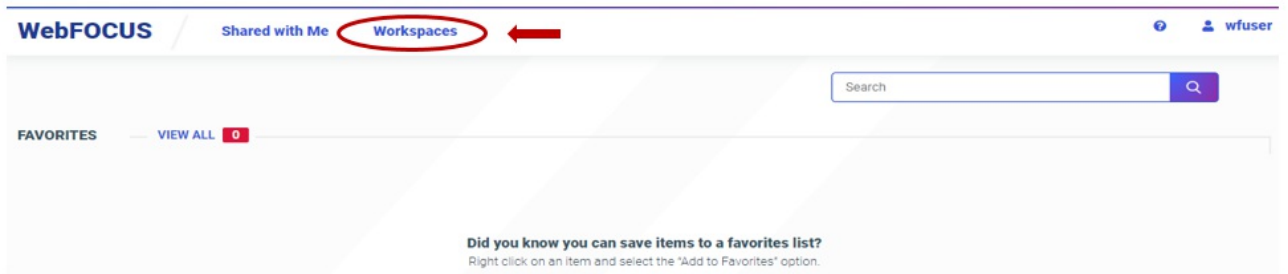 WebFOCUS Shared with Me Workspaces wfuser
Search
FAVORITES VIEW ALL 0
Did you know you can save items to a favorites list?
Right click on an item and select the "Add to Favorites" option.